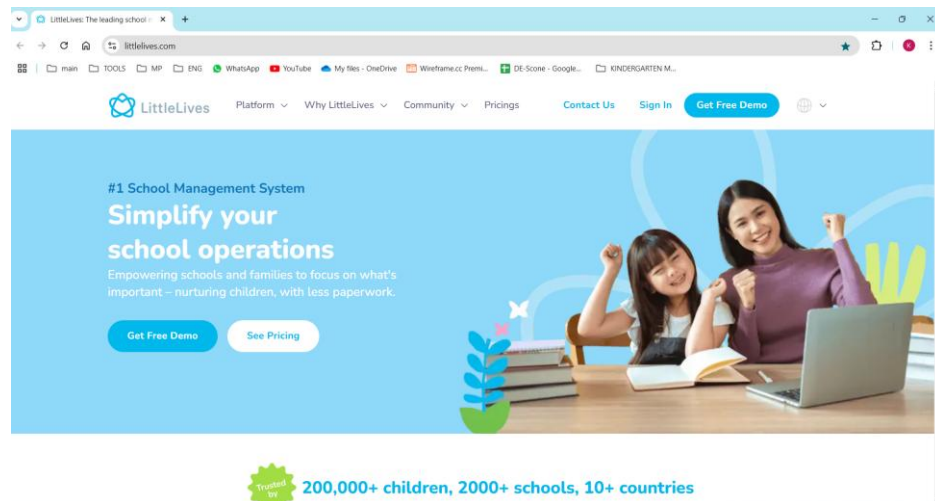 LittleLives: The leading school
littlelives.com
main TOOLS MP ENG WhatsApp YouTube My files - OneDrive Wireframe.cc Premi... DE-Scone - Google... KINDERGARTEN M...
K
LittleLives Platform Why LittleLives Community Pricings Contact Us Sign In Get Free Demo
#1 School Management System
Simplify your
school operations
Empowering schools and families to focus on what's
important – nurturing children, with less paperwork.
Get Free Demo See Pricing
Trusted
by
200,000+ children, 2000+ schools, 10+ countries